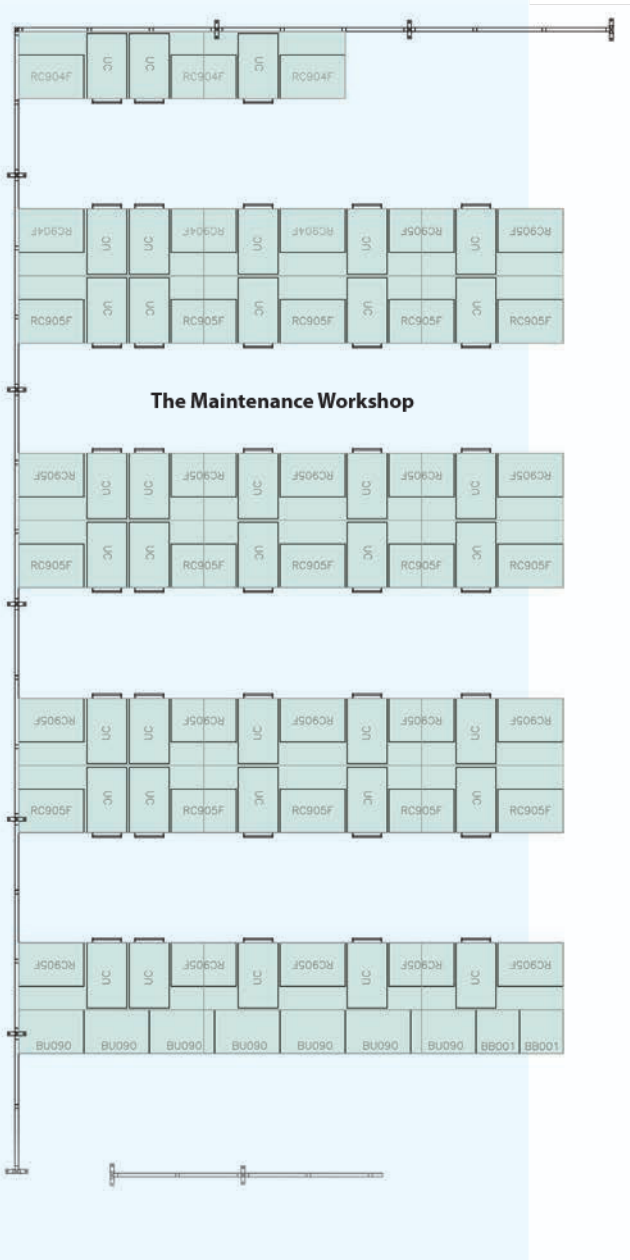 RC904F UC UC RC904F UC RC904F
RC904F UC UC RC904F UC RC904F UC RC905F UC RC905F
RC905F UC UC RC905F UC RC905F UC RC905F UC RC905F
The Maintenance Workshop
RC905F UC UC RC905F UC RC905F UC RC905F UC RC905F
RC905F UC UC RC905F UC RC905F UC RC905F UC RC905F
RC905F UC UC RC905F UC RC905F UC RC905F UC RC905F
RC905F UC UC RC905F UC RC905F UC RC905F UC RC905F
RC905F UC UC RC905F UC RC905F UC RC905F UC RC905F
BU090 BU090 BU090 BU090 BU090 BU090 BU090 BB001 BB001